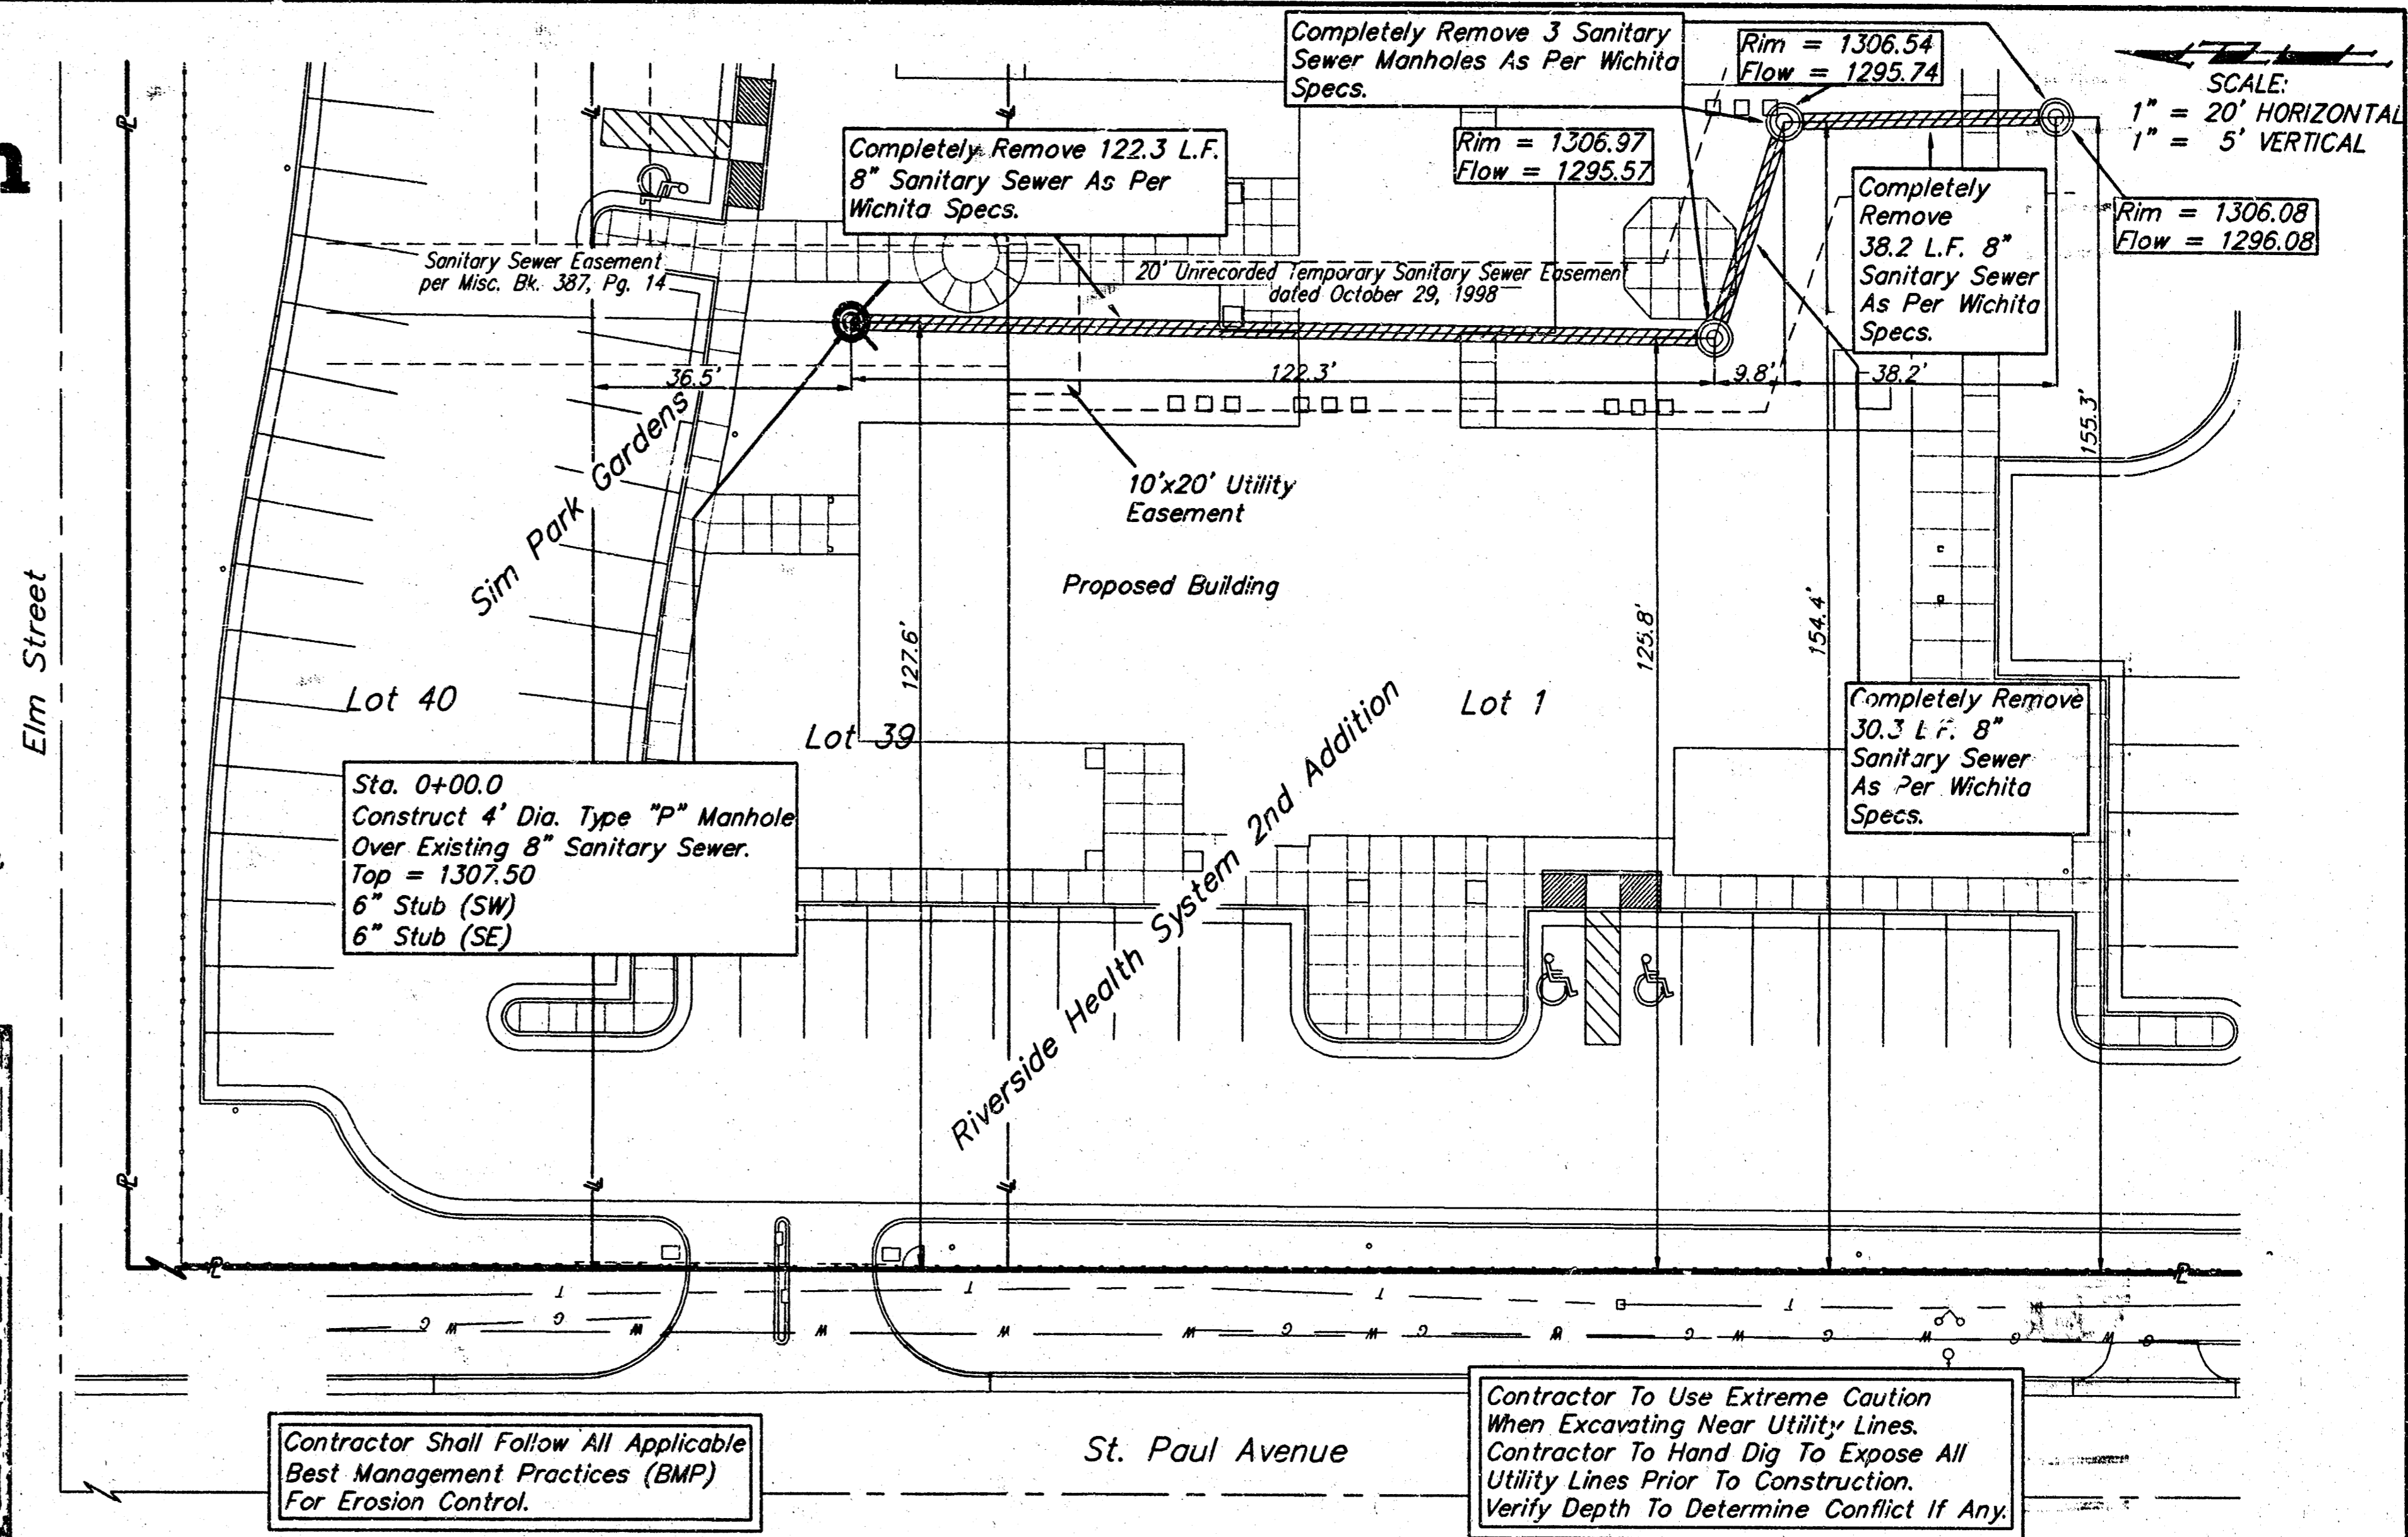 Completely Remove 3 Sanitary
Sewer Manholes As Per Wichita
Specs.
Rim = 1306.54
Flow = 1295.74
SCALE:
1" = 20' HORIZONTAL
1" = 5' VERTICAL
Completely Remove 122.3 L.F.
8" Sanitary Sewer As Per
Wichita Specs.
Rim = 1306.97
Flow = 1295.57
Completely
Remove
38.2 L.F. 8"
Sanitary Sewer
As Per Wichita
Specs.
Rim = 1306.08
Flow = 1296.08
Sanitary Sewer Easement
per Misc. Bk. 387, Pg. 14
20' Unrecorded Temporary Sanitary Sewer Easement
dated October 29, 1998
36.5'
122.3'
9.8'
38.2'
155.3'
Sim Park Gardens
10'x20' Utility
Easement
Proposed Building
Elm Street
127.6'
125.8'
154.4'
Lot 40
Lot 39
Lot 1
Riverside Health System 2nd Addition
Completely Remove
30.3 L.F. 8"
Sanitary Sewer
As Per Wichita
Specs.
Sta. 0+00.0
Construct 4' Dia. Type "P" Manhole
Over Existing 8" Sanitary Sewer.
Top = 1307.50
6" Stub (SW)
6" Stub (SE)
Contractor Shall Follow All Applicable
Best Management Practices (BMP)
For Erosion Control.
St. Paul Avenue
Contractor To Use Extreme Caution
When Excavating Near Utility Lines.
Contractor To Hand Dig To Expose All
Utility Lines Prior To Construction.
Verify Depth To Determine Conflict If Any.